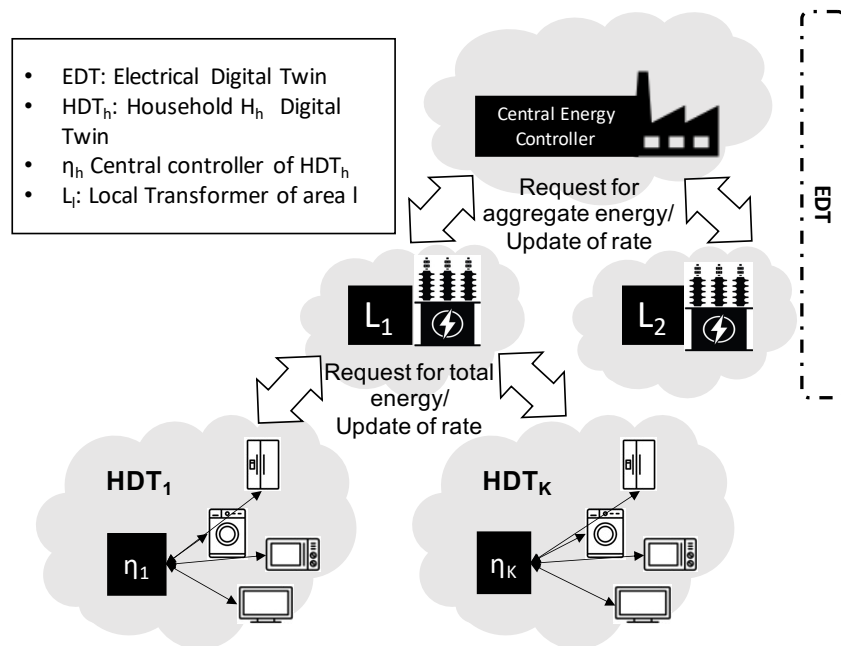 • EDT: Electrical Digital Twin
• HDTₕ: Household Hₕ Digital
Twin
• ηₕ Central controller of HDTₕ
• Lₗ: Local Transformer of area l
Central Energy
Controller
Request for
aggregate energy/
Update of rate
EDT
L₁
L₂
Request for total
energy/
Update of rate
HDT₁
HDT_K
η₁
η_K